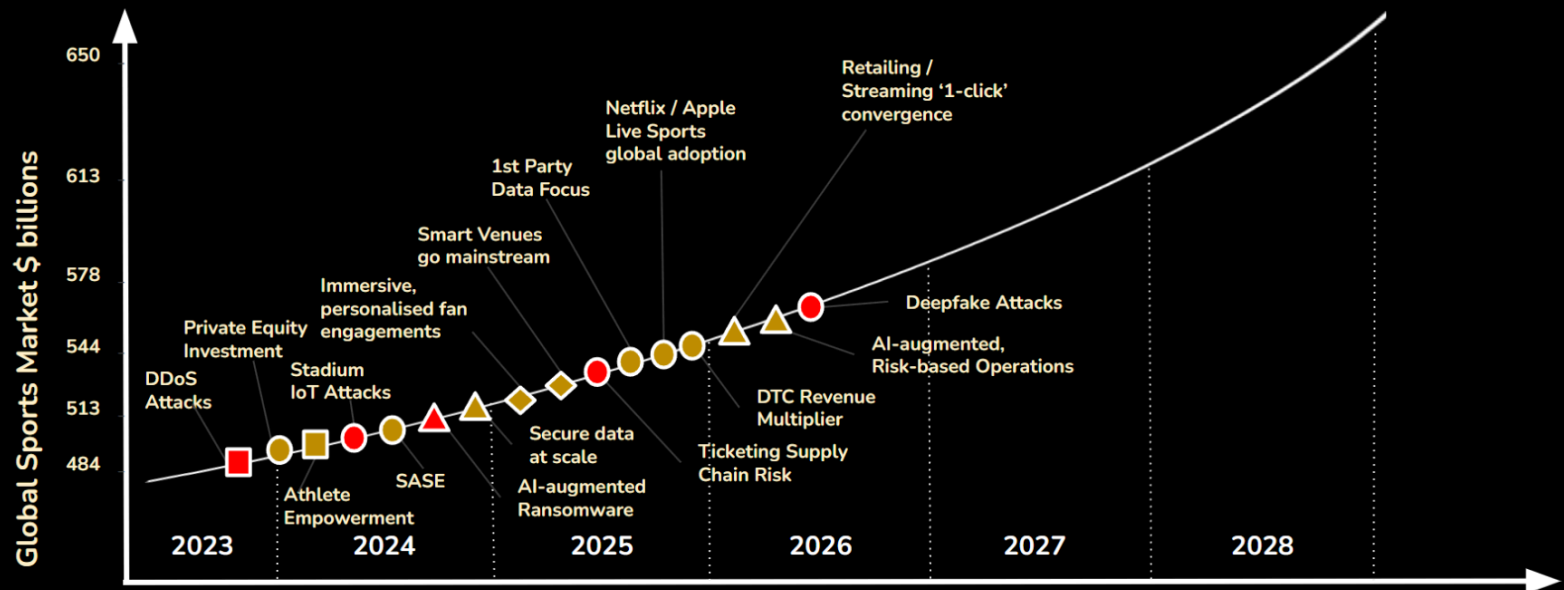 Global Sports Market $ billions
650
613
578
544
513
484
DDoS
Attacks
Private Equity
Investment
Athlete
Empowerment
Stadium
IoT Attacks
SASE
AI-augmented
Ransomware
Secure data
at scale
Immersive,
personalised fan
engagements
Smart Venues
go mainstream
Ticketing Supply
Chain Risk
1st Party
Data Focus
Netflix / Apple
Live Sports
global adoption
DTC Revenue
Multiplier
Retailing /
Streaming ‘1-click’
convergence
AI-augmented,
Risk-based Operations
Deepfake Attacks
2023
2024
2025
2026
2027
2028